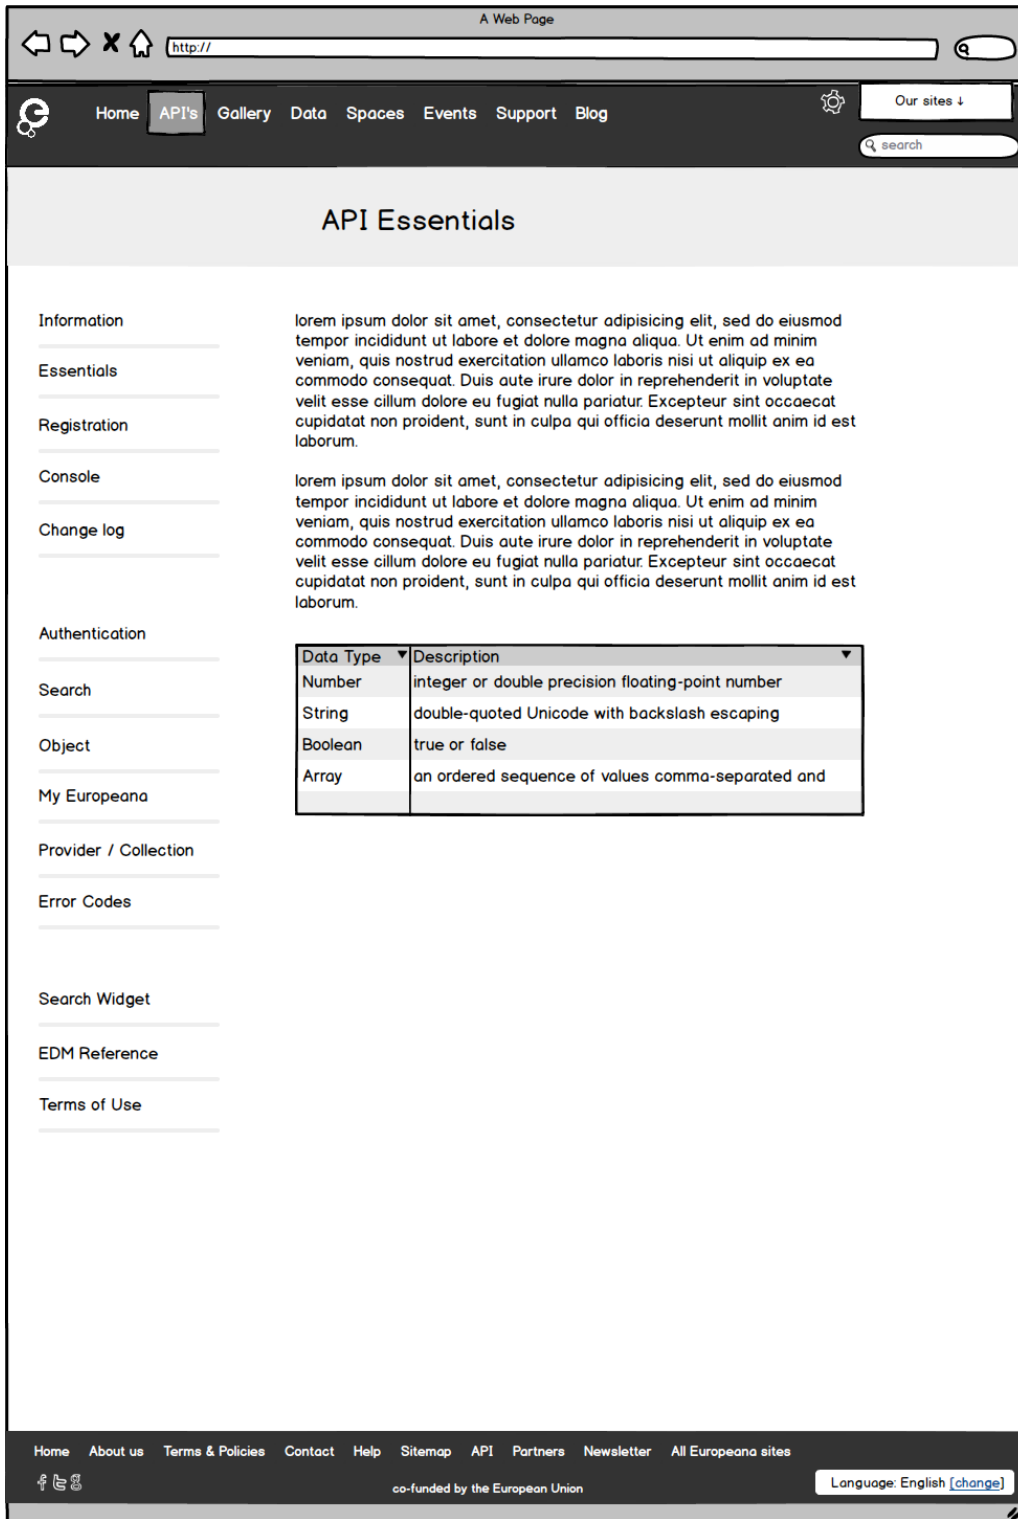 A Web Page
http://
Home API's Gallery Data Spaces Events Support Blog
Our sites ↓
search
API Essentials
Information
Essentials
Registration
Console
Change log
Authentication
Search
Object
My Europeana
Provider / Collection
Error Codes
Search Widget
EDM Reference
Terms of Use
lorem ipsum dolor sit amet, consectetur adipisicing elit, sed do eiusmod
tempor incididunt ut labore et dolore magna aliqua. Ut enim ad minim
veniam, quis nostrud exercitation ullamco laboris nisi ut aliquip ex ea
commodo consequat. Duis aute irure dolor in reprehenderit in voluptate
velit esse cillum dolore eu fugiat nulla pariatur. Excepteur sint occaecat
cupidatat non proident, sunt in culpa qui officia deserunt mollit anim id est
laborum.
lorem ipsum dolor sit amet, consectetur adipisicing elit, sed do eiusmod
tempor incididunt ut labore et dolore magna aliqua. Ut enim ad minim
veniam, quis nostrud exercitation ullamco laboris nisi ut aliquip ex ea
commodo consequat. Duis aute irure dolor in reprehenderit in voluptate
velit esse cillum dolore eu fugiat nulla pariatur. Excepteur sint occaecat
cupidatat non proident, sunt in culpa qui officia deserunt mollit anim id est
laborum.
Data Type Description
Number integer or double precision floating-point number
String double-quoted Unicode with backslash escaping
Boolean true or false
Array an ordered sequence of values comma-separated and
Home About us Terms & Policies Contact Help Sitemap API Partners Newsletter All Europeana sites
co-funded by the European Union
Language: English [change]